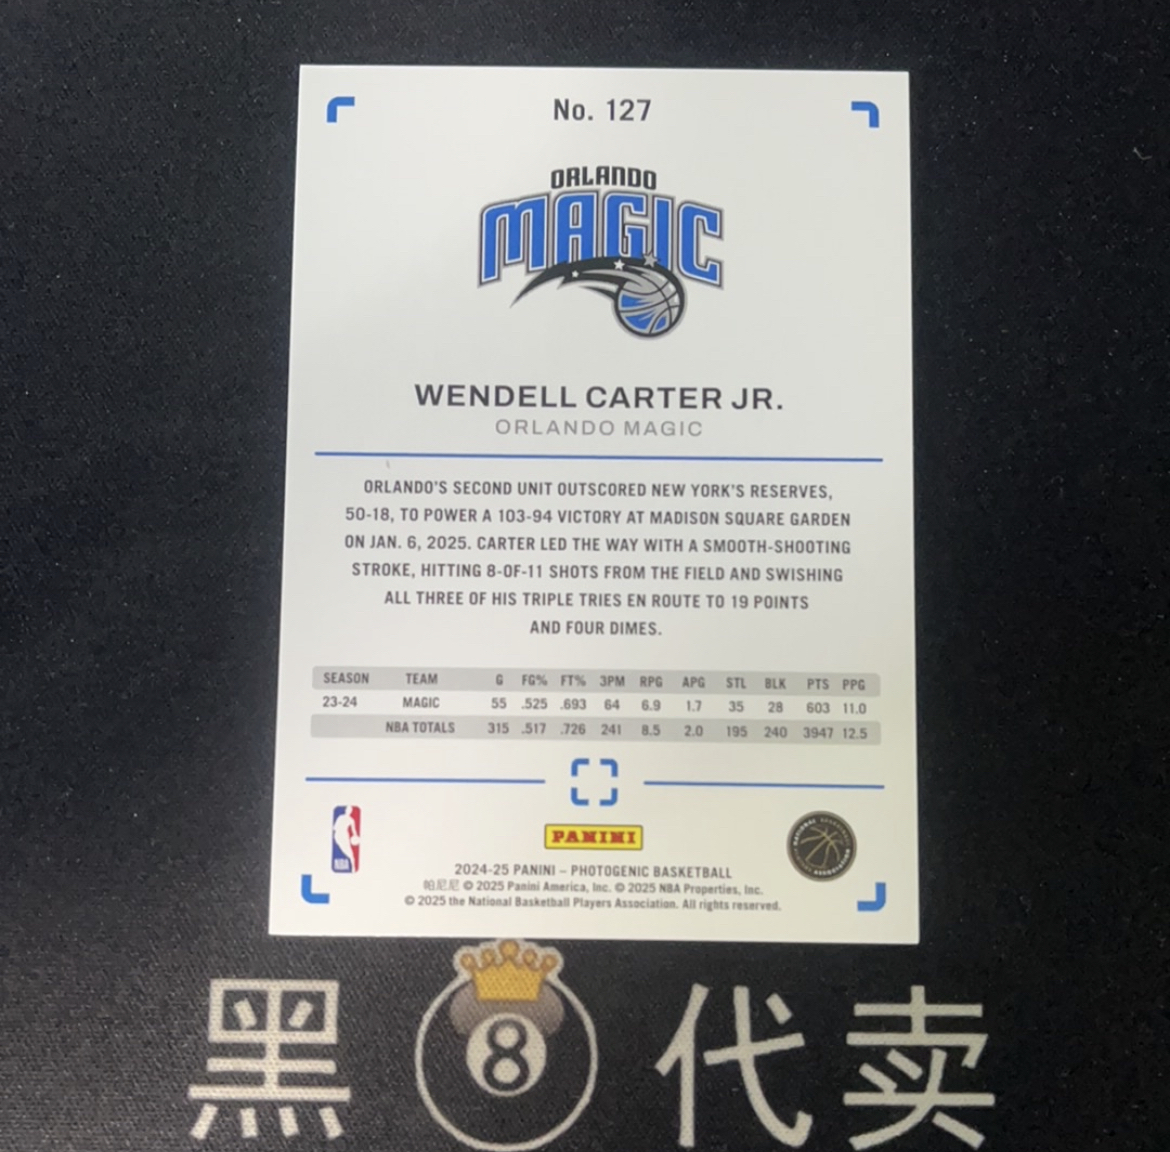 No. 127
ORLANDO
MAGIC
WENDELL CARTER JR.
ORLANDO MAGIC
ORLANDO'S SECOND UNIT OUTSCORED NEW YORK'S RESERVES,
50-18, TO POWER A 103-94 VICTORY AT MADISON SQUARE GARDEN
ON JAN. 6, 2025. CARTER LED THE WAY WITH A SMOOTH-SHOOTING
STROKE, HITTING 8-OF-11 SHOTS FROM THE FIELD AND SWISHING
ALL THREE OF HIS TRIPLE TRIES EN ROUTE TO 19 POINTS
AND FOUR DIMES.
SEASON TEAM G FG% FT% 3PM RPG APG STL BLK PTS PPG
23-24 MAGIC 55 .525 .693 64 6.9 1.7 35 28 603 11.0
NBA TOTALS 315 .517 .726 241 8.5 2.0 195 240 3947 12.5
NBA
PANINI
NATIONAL BASKETBALL ASSOCIATION
2024-25 PANINI – PHOTOGENIC BASKETBALL
帕尼尼 © 2025 Panini America, Inc. © 2025 NBA Properties, Inc.
© 2025 the National Basketball Players Association. All rights reserved.
黑 8 代卖